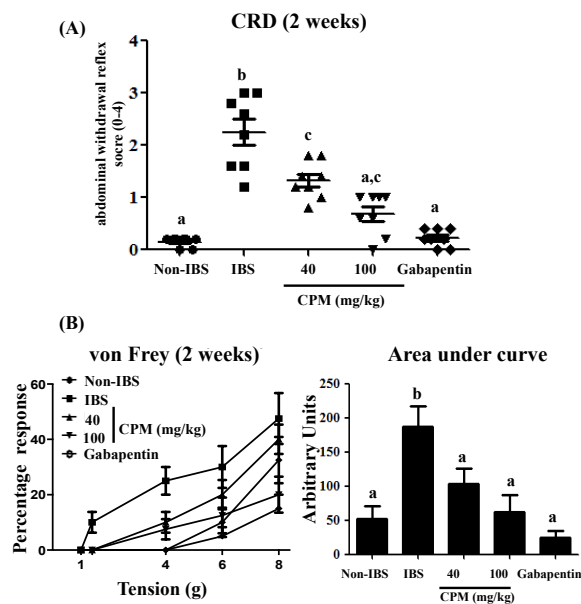 (A)
CRD (2 weeks)
abdominal withdrawal reflex
socre (0-4)
4
3
2
1
0
b
c
a,c
a
a
Non-IBS
IBS
40
100
Gabapentin
CPM (mg/kg)
(B)
von Frey (2 weeks)
Percentage response
60
40
20
0
Non-IBS
IBS
40
100
CPM (mg/kg)
Gabapentin
1
4
6
8
Tension (g)
Area under curve
Arbitrary Units
250
200
150
100
50
0
a
b
a
a
a
Non-IBS
IBS
40
100
Gabapentin
CPM (mg/kg)